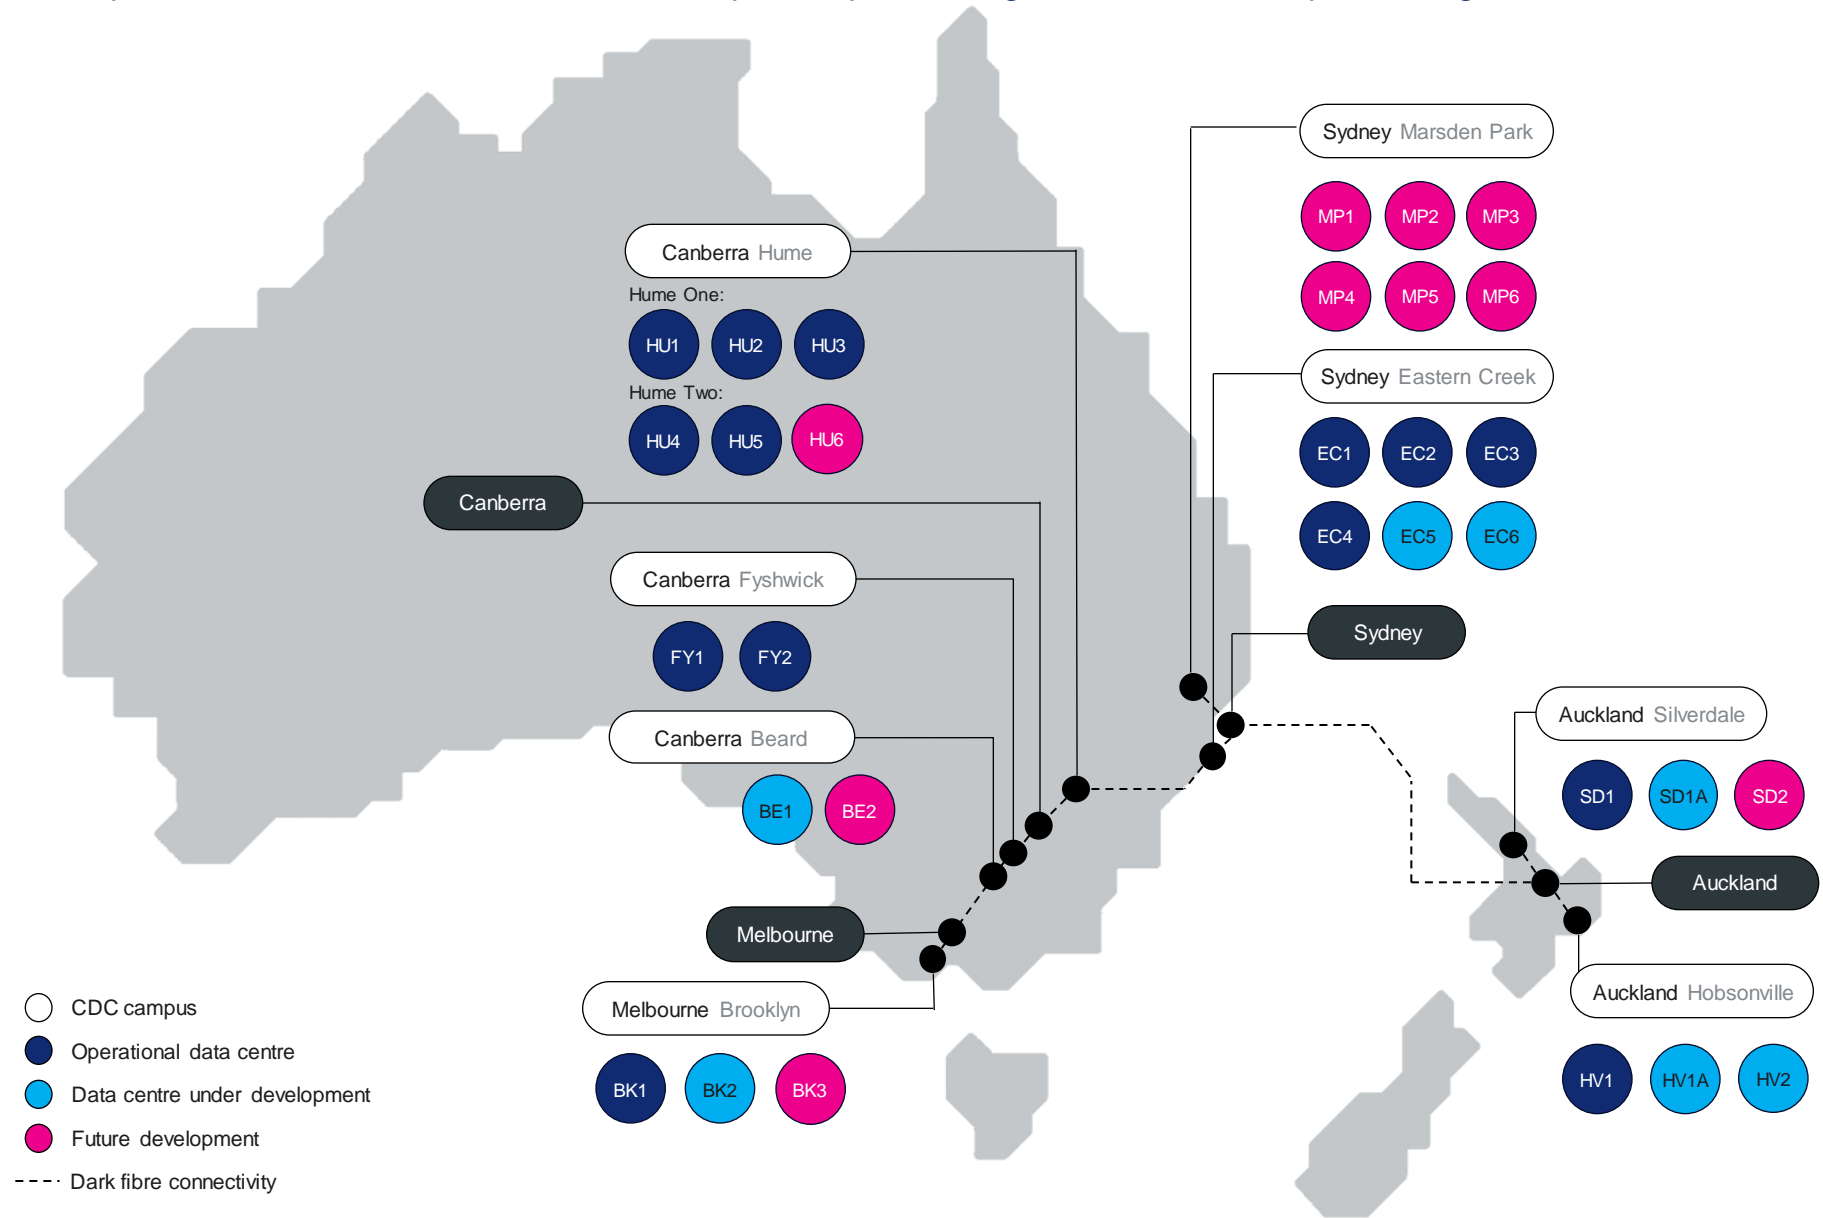 Sydney Marsden Park
MP1 MP2 MP3
MP4 MP5 MP6
Canberra Hume
Hume One:
HU1 HU2 HU3
Hume Two:
HU4 HU5 HU6
Sydney Eastern Creek
EC1 EC2 EC3
EC4 EC5 EC6
Canberra
Canberra Fyshwick
FY1 FY2
Sydney
Canberra Beard
BE1 BE2
Auckland Silverdale
SD1 SD1A SD2
Auckland
Melbourne
Melbourne Brooklyn
BK1 BK2 BK3
Auckland Hobsonville
HV1 HV1A HV2
CDC campus
Operational data centre
Data centre under development
Future development
Dark fibre connectivity